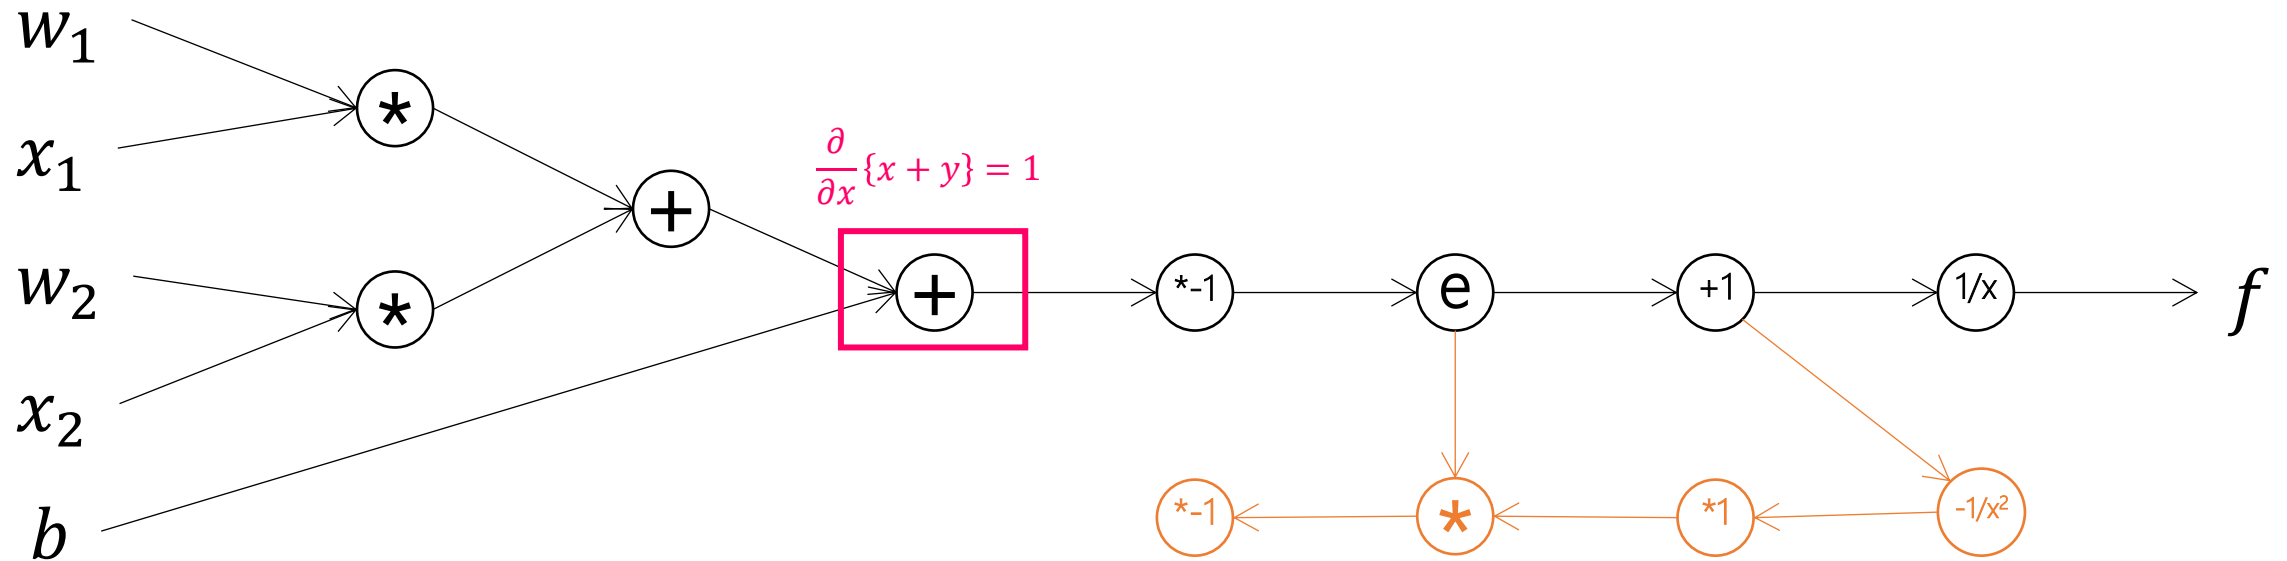 w₁
x₁
w₂
x₂
b
*
*
+
∂/∂x {x + y} = 1
+
*-1
e
+1
1/x
f
*-1
*
*1
-1/x²